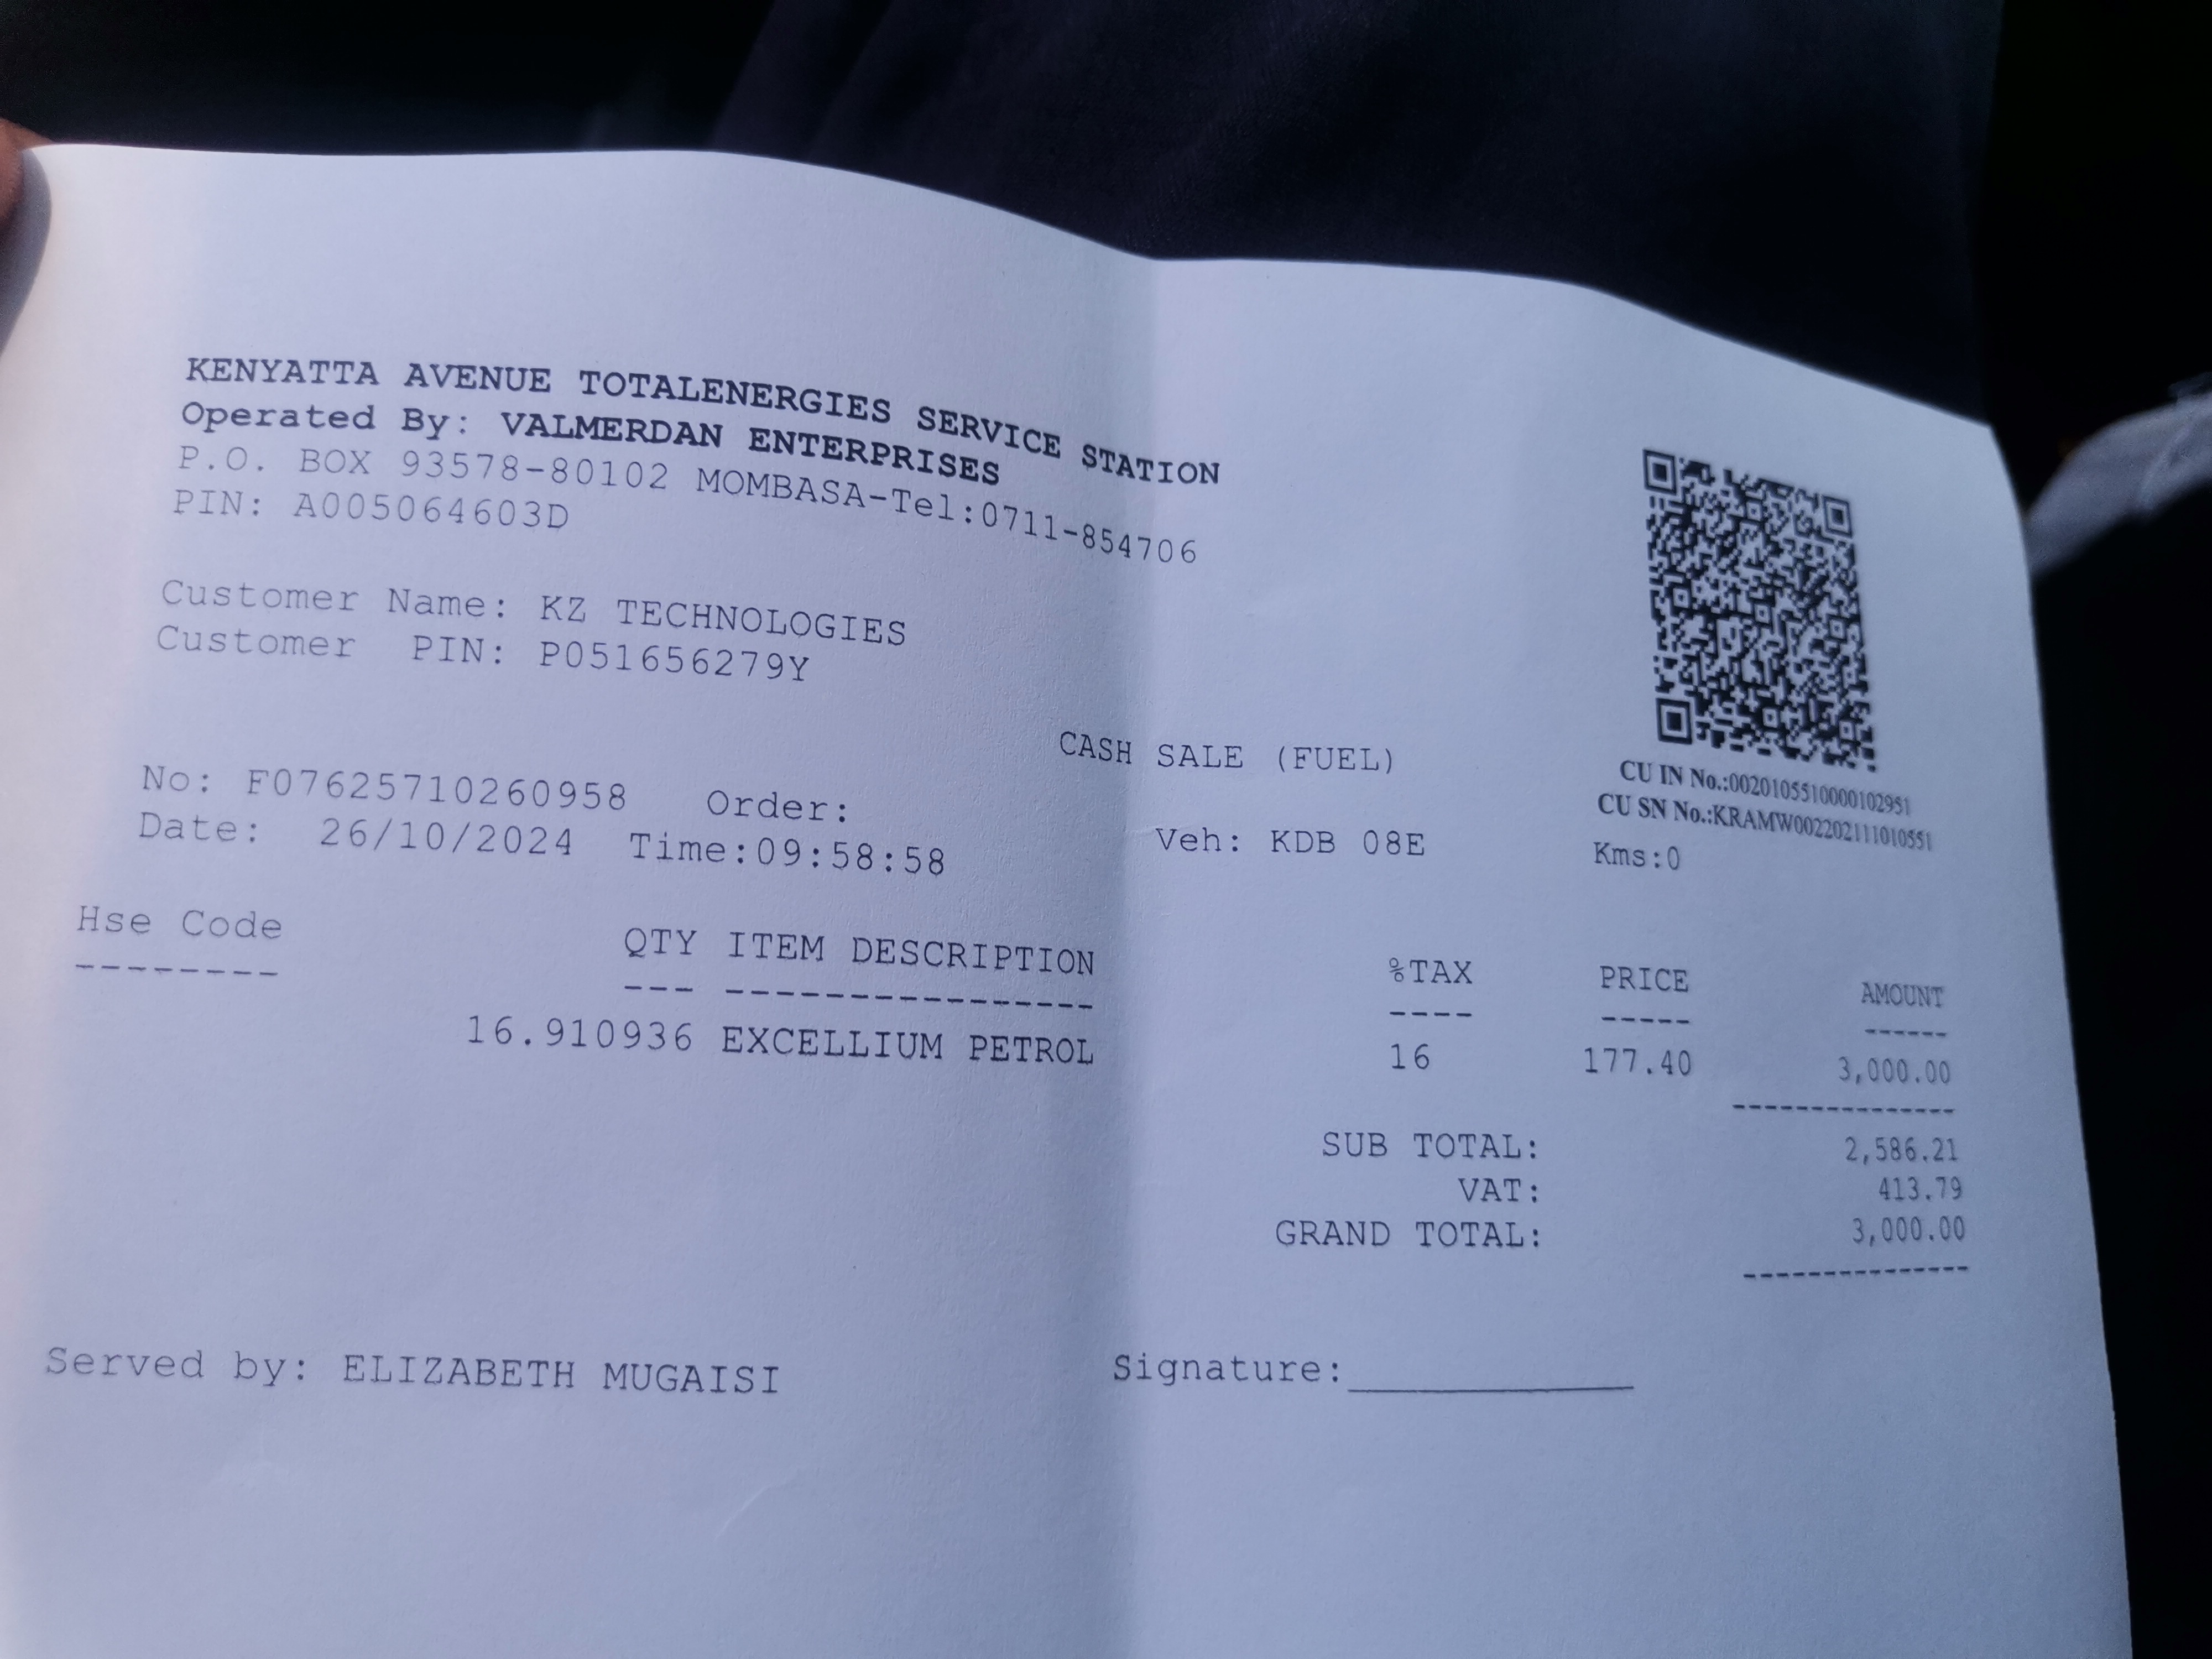 KENYATTA AVENUE TOTALENERGIES SERVICE STATION
Operated By: VALMERDAN ENTERPRISES
P.O. BOX 93578-80102 MOMBASA-Tel:0711-854706
PIN: A005064603D
Customer Name: KZ TECHNOLOGIES
Customer PIN: P051656279Y
CASH SALE (FUEL)
CU IN No.:0020105510000102951
CU SN No.:KRAMW002202111010551
No: F07625710260958 Order:
Date: 26/10/2024 Time:09:58:58 Veh: KDB 08E Kms:0
Hse Code QTY ITEM DESCRIPTION %TAX PRICE AMOUNT
-------- --- ---------------- ---- ----- ------
16.910936 EXCELLIUM PETROL 16 177.40 3,000.00
---------------
SUB TOTAL: 2,586.21
VAT: 413.79
GRAND TOTAL: 3,000.00
---------------
Served by: ELIZABETH MUGAISI Signature:____________